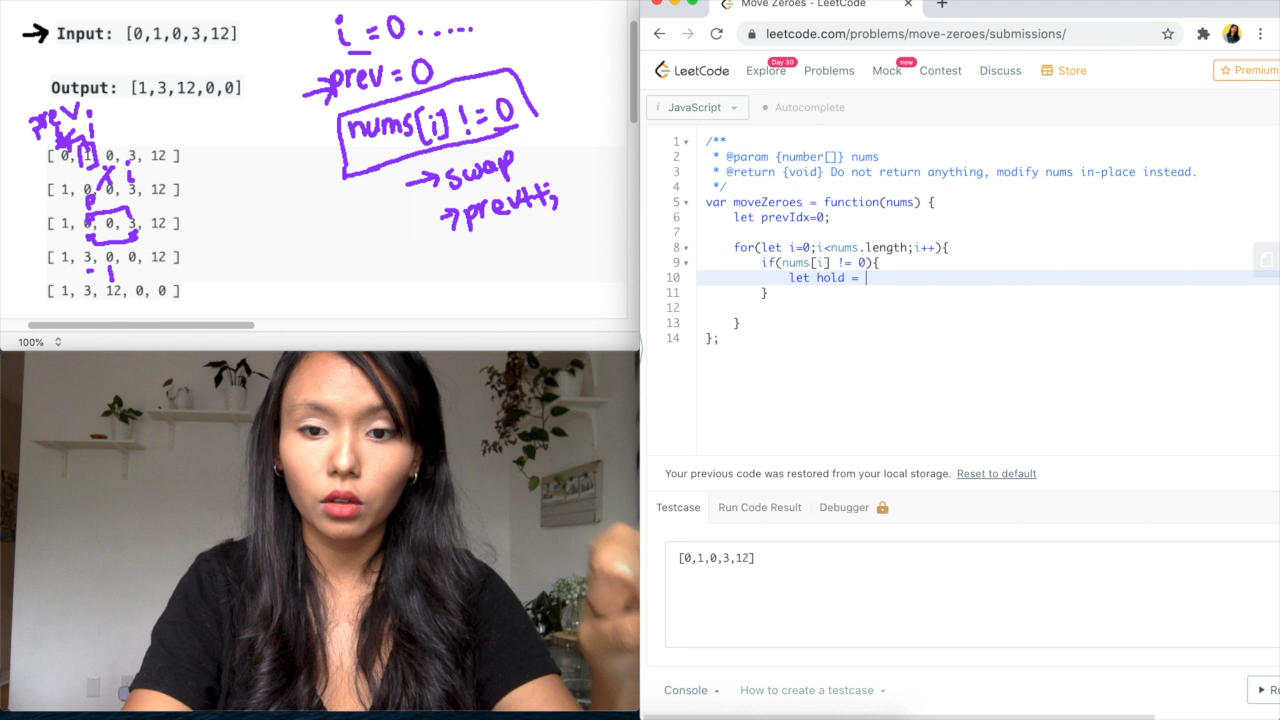 Input: [0,1,0,3,12]
Output: [1,3,12,0,0]
prev i
[ 0, 1, 0, 3, 12 ]
i
[ 1, 0, 0, 3, 12 ]
P
[ 1, 0, 0, 3, 12 ]
[ 1, 3, 0, 0, 12 ]
[ 1, 3, 12, 0, 0 ]
i = 0 ......
→prev = 0
nums[i] != 0
→ swap
→ prev++;
100%
Move Zeroes - LeetCode
leetcode.com/problems/move-zeroes/submissions/
LeetCode Explore Day 30 Problems Mock new Contest Discuss Store Premium
i JavaScript Autocomplete
1 /**
2 * @param {number[]} nums
3 * @return {void} Do not return anything, modify nums in-place instead.
4 */
5 var moveZeroes = function(nums) {
6 let prevIdx=0;
7
8 for(let i=0;i<nums.length;i++){
9 if(nums[i] != 0){
10 let hold =
11 }
12
13 }
14 };
Your previous code was restored from your local storage. Reset to default
Testcase Run Code Result Debugger
[0,1,0,3,12]
Console How to create a testcase